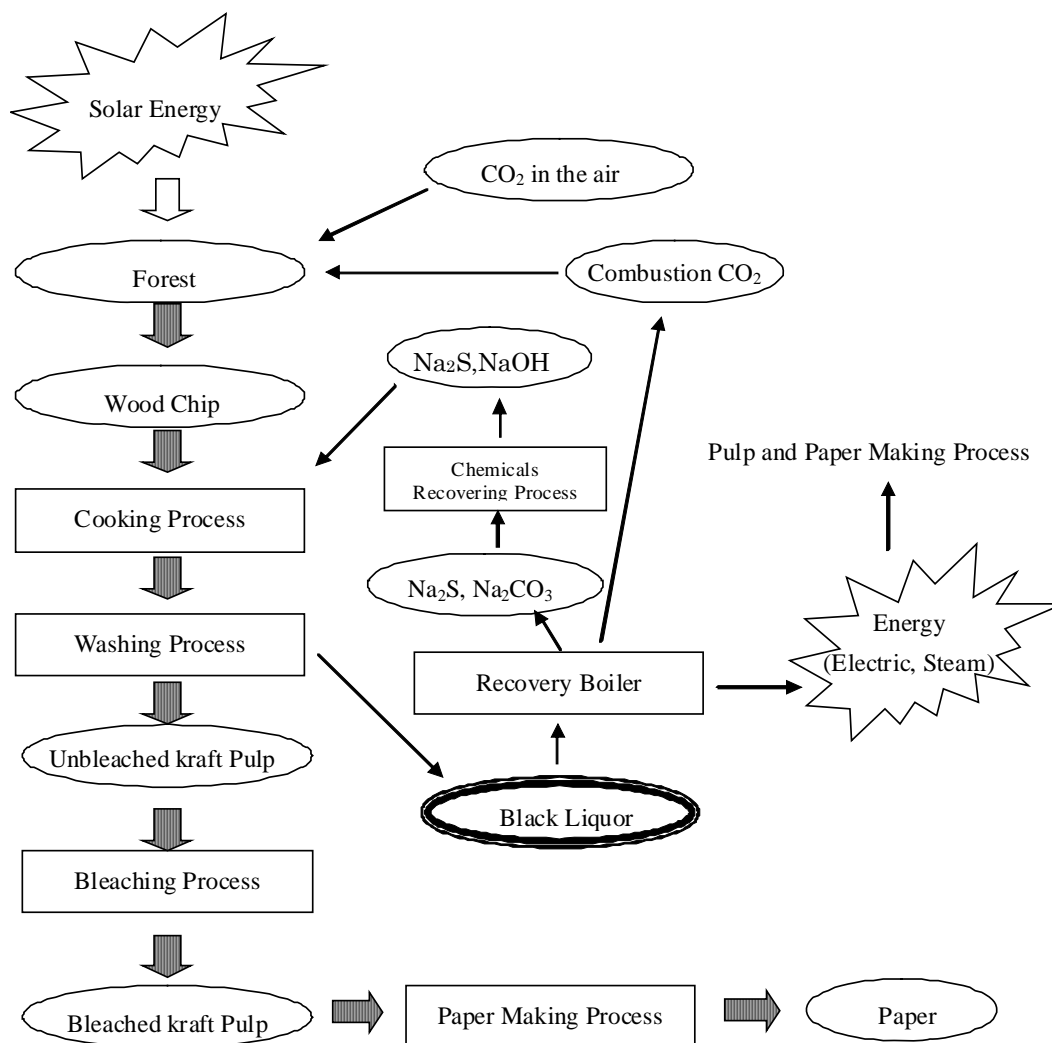 Solar Energy
CO₂ in the air
Forest
Combustion CO₂
Na₂S,NaOH
Wood Chip
Chemicals
Recovering Process
Pulp and Paper Making Process
Cooking Process
Na₂S, Na₂CO₃
Energy
(Electric, Steam)
Washing Process
Recovery Boiler
Unbleached kraft Pulp
Black Liquor
Bleaching Process
Bleached kraft Pulp
Paper Making Process
Paper